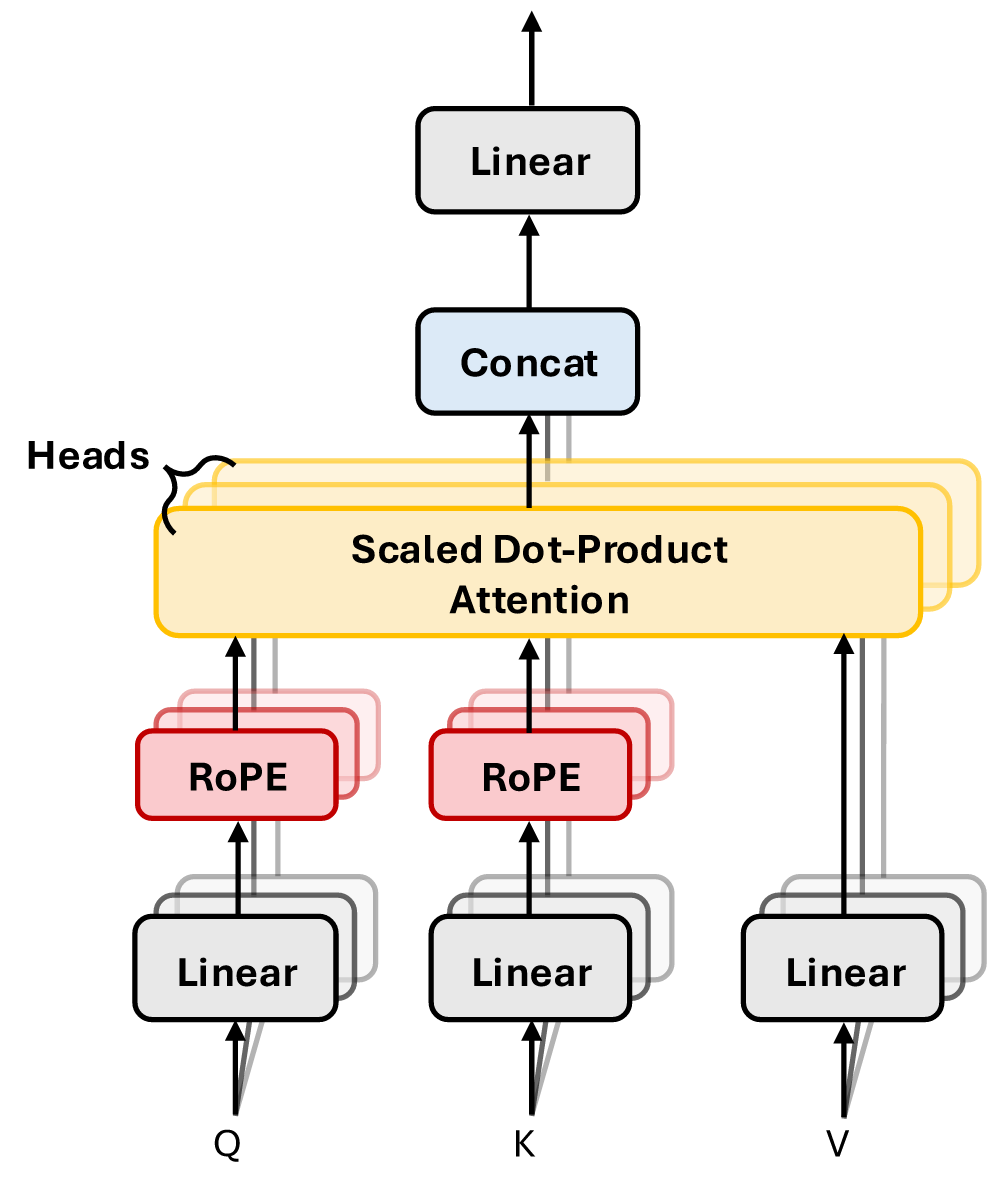 Linear
Concat
Heads
Scaled Dot-Product
Attention
RoPE
RoPE
Linear
Linear
Linear
Q
K
V